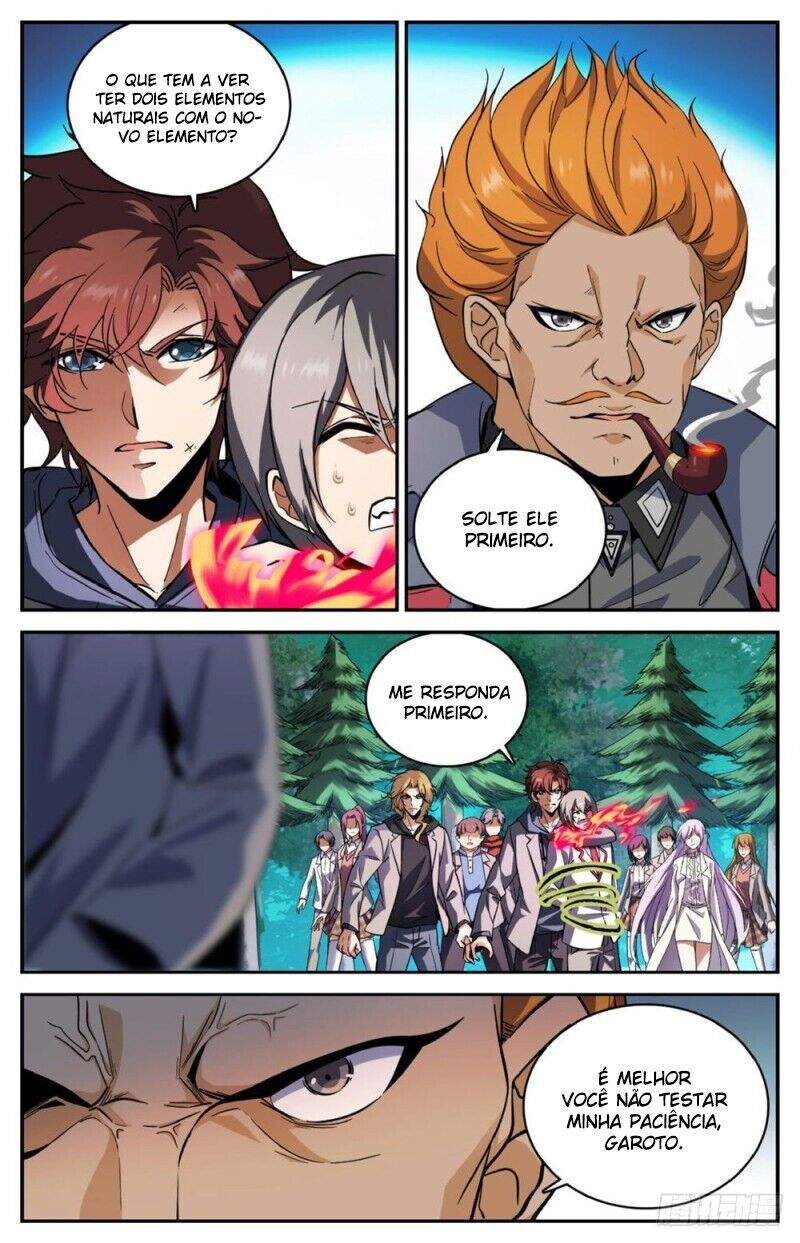 O QUE TEM A VER
TER DOIS ELEMENTOS
NATURAIS COM O NO-
VO ELEMENTO?
SOLTE ELE
PRIMEIRO.
ME RESPONDA
PRIMEIRO.
É MELHOR
VOCÊ NÃO TESTAR
MINHA PACIÊNCIA,
GAROTO.